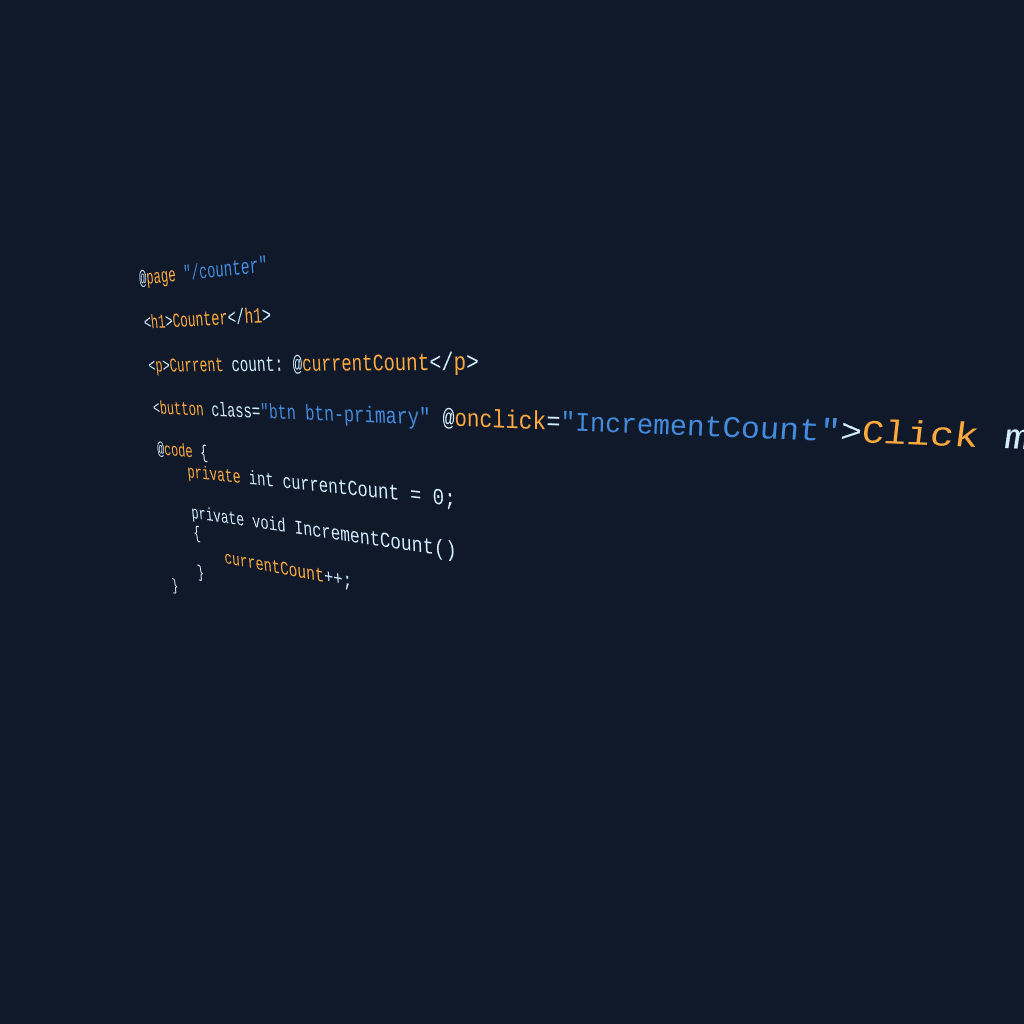 @page "/counter"
<h1>Counter</h1>
<p>Current count: @currentCount</p>
<button class="btn btn-primary" @onclick="IncrementCount">Click
@code {
private int currentCount = 0;
private void IncrementCount()
{
currentCount++;
}
}